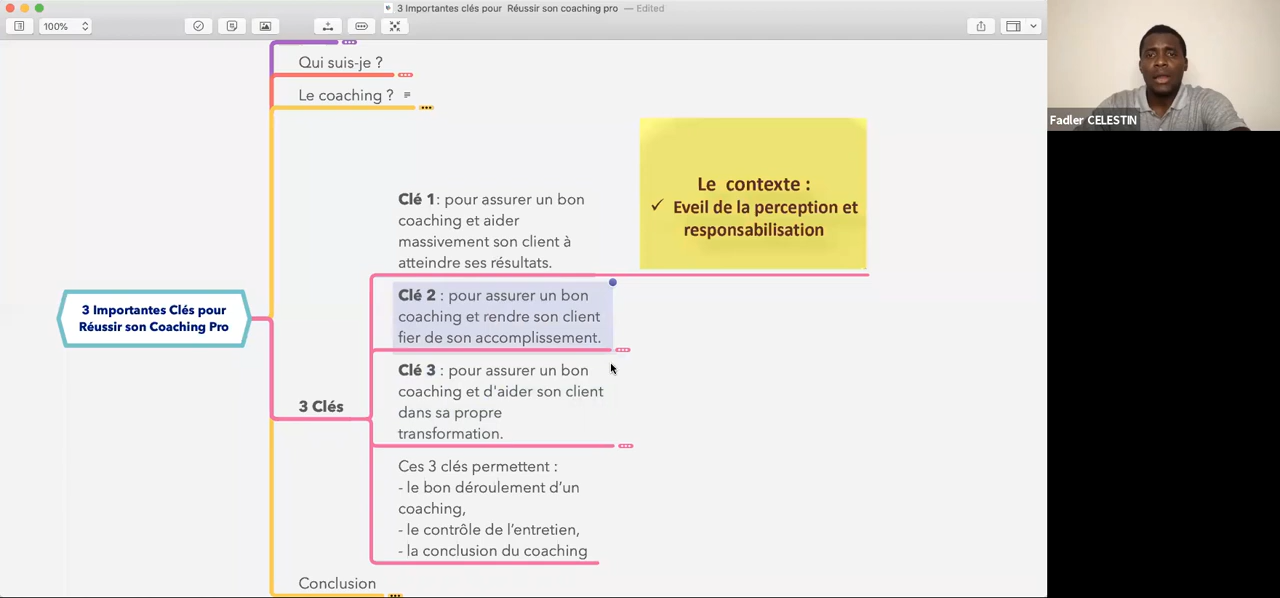 3 Importantes clés pour  Réussir son coaching pro — Edited
100%
Qui suis-je ?
Le coaching ?
Clé 1: pour assurer un bon
coaching et aider
massivement son client à
atteindre ses résultats.
Le  contexte :
✓ Eveil de la perception et
responsabilisation
Clé 2 : pour assurer un bon
coaching et rendre son client
fier de son accomplissement.
3 Importantes Clés pour
Réussir son Coaching Pro
Clé 3 : pour assurer un bon
coaching et d'aider son client
dans sa propre
transformation.
3 Clés
Ces 3 clés permettent :
- le bon déroulement d’un
coaching,
- le contrôle de l’entretien,
- la conclusion du coaching
Conclusion
Fadler CELESTIN